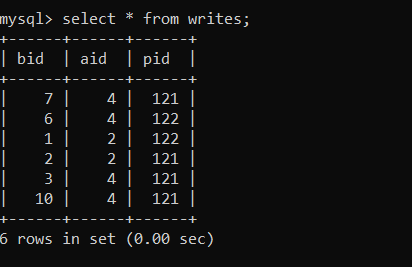 mysql> select * from writes;
+------+------+------+
| bid  | aid  | pid  |
+------+------+------+
|    7 |    4 |  121 |
|    6 |    4 |  122 |
|    1 |    2 |  122 |
|    2 |    2 |  121 |
|    3 |    4 |  121 |
|   10 |    4 |  121 |
+------+------+------+
6 rows in set (0.00 sec)